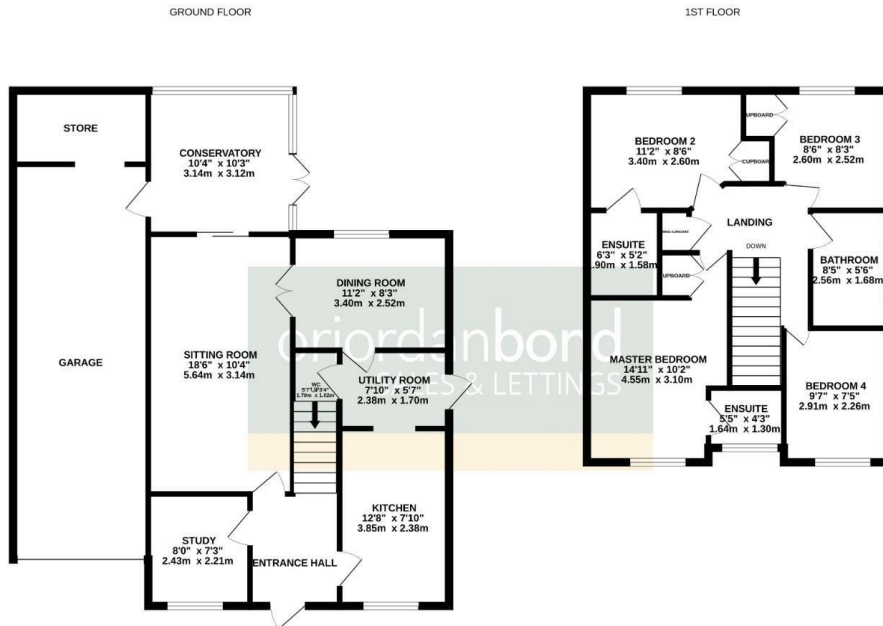 GROUND FLOOR
1ST FLOOR
STORE
CONSERVATORY
10'4" x 10'3"
3.14m x 3.12m
GARAGE
SITTING ROOM
18'6" x 10'4"
5.64m x 3.14m
DINING ROOM
11'2" x 8'3"
3.40m x 2.52m
WC
UTILITY ROOM
7'10" x 5'7"
2.38m x 1.70m
UP
KITCHEN
12'8" x 7'10"
3.85m x 2.38m
STUDY
8'0" x 7'3"
2.43m x 2.21m
ENTRANCE HALL
oriordanbond
SALES & LETTINGS
BEDROOM 2
11'2" x 8'6"
3.40m x 2.60m
UPBOARD
CUPBOAR
BEDROOM 3
8'6" x 8'3"
2.60m x 2.52m
LANDING
DOWN
ENSUITE
6'3" x 5'2"
.90m x 1.58m
UPBOARD
BATHROOM
8'5" x 5'6"
2.56m x 1.68m
MASTER BEDROOM
14'11" x 10'2"
4.55m x 3.10m
ENSUITE
5'5" x 4'3"
1.64m x 1.30m
BEDROOM 4
9'7" x 7'5"
2.91m x 2.26m